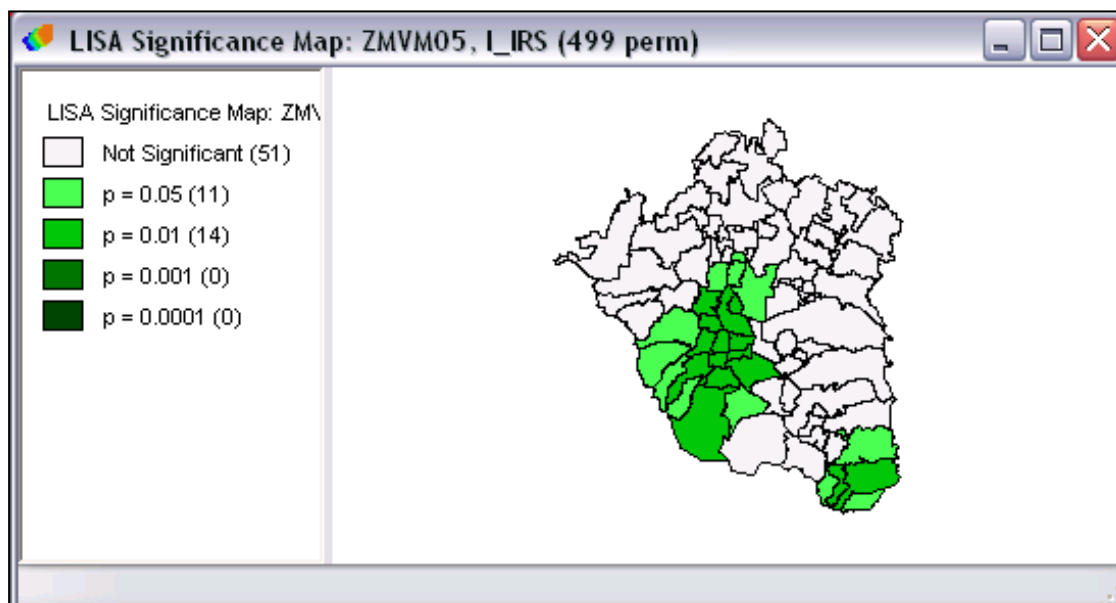 LISA Significance Map: ZMVM05, I_IRS (499 perm)
LISA Significance Map: ZM\
Not Significant (51)
p = 0.05 (11)
p = 0.01 (14)
p = 0.001 (0)
p = 0.0001 (0)